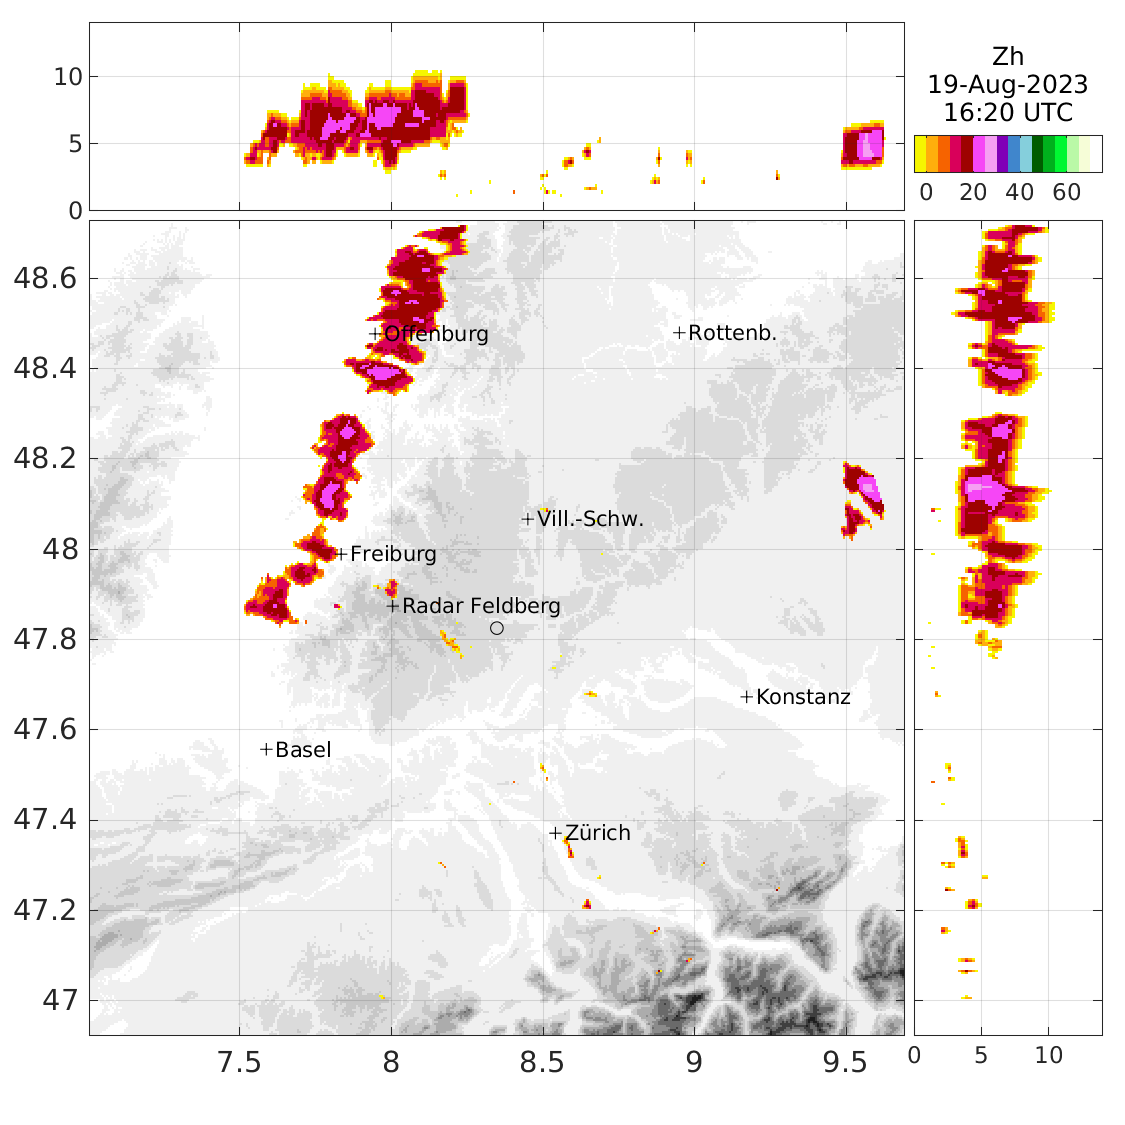 10
5
0
Zh
19-Aug-2023
16:20 UTC
0 20 40 60
48.6
48.4
48.2
48
47.8
47.6
47.4
47.2
47
+Offenburg
+Rottenb.
+Vill.-Schw.
+Freiburg
+Radar Feldberg
+Konstanz
+Basel
+Zürich
7.5 8 8.5 9 9.5
0 5 10